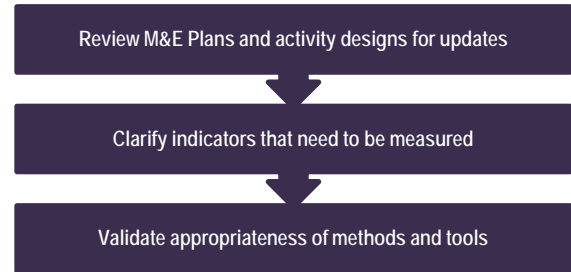 Review M&E Plans and activity designs for updates
Clarify indicators that need to be measured
Validate appropriateness of methods and tools